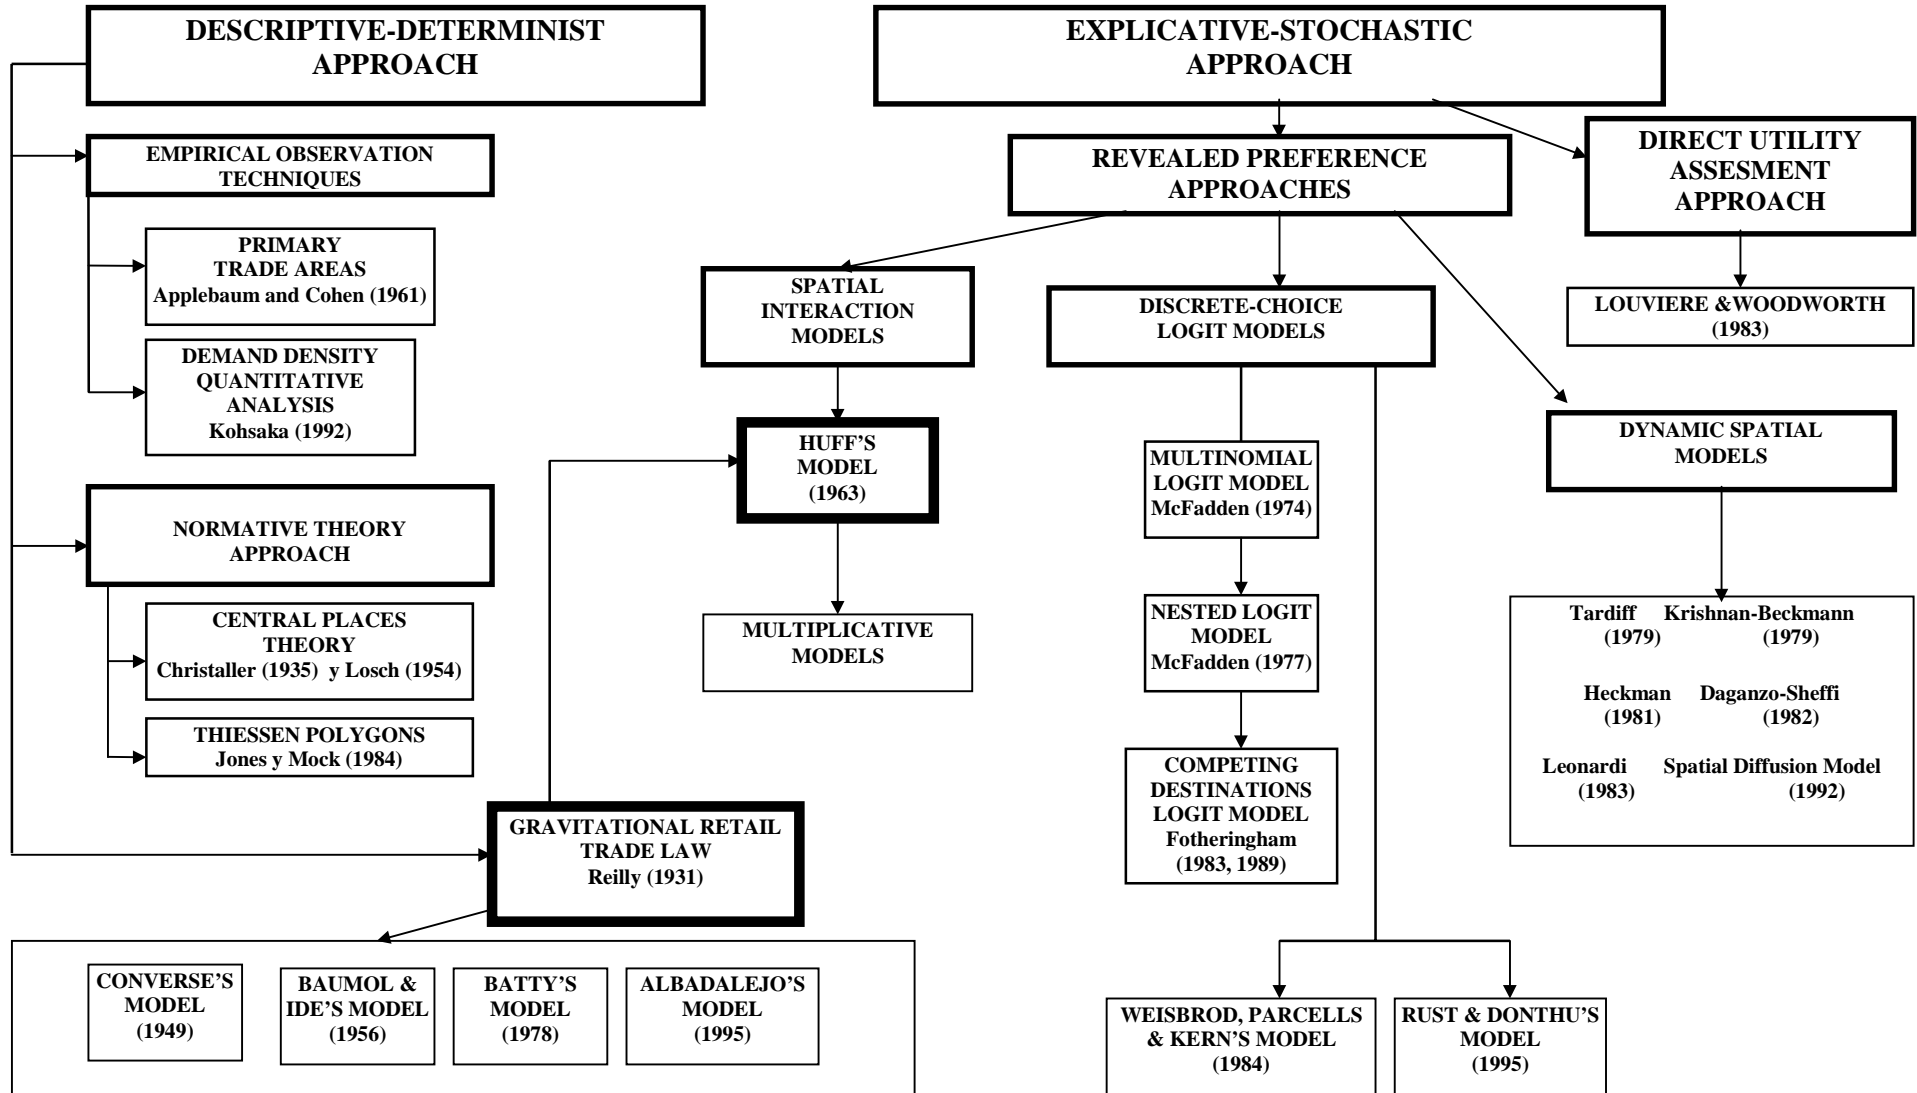 DESCRIPTIVE-DETERMINIST
APPROACH
EMPIRICAL OBSERVATION
TECHNIQUES
PRIMARY
TRADE AREAS
Applebaum and Cohen (1961)
DEMAND DENSITY
QUANTITATIVE
ANALYSIS
Kohsaka (1992)
NORMATIVE THEORY
APPROACH
CENTRAL PLACES
THEORY
Christaller (1935) y Losch (1954)
THIESSEN POLYGONS
Jones y Mock (1984)
GRAVITATIONAL RETAIL
TRADE LAW
Reilly (1931)
CONVERSE’S
MODEL
(1949)
BAUMOL &
IDE’S MODEL
(1956)
BATTY’S
MODEL
(1978)
ALBADALEJO’S
MODEL
(1995)
EXPLICATIVE-STOCHASTIC
APPROACH
REVEALED PREFERENCE
APPROACHES
SPATIAL
INTERACTION
MODELS
HUFF’S
MODEL
(1963)
MULTIPLICATIVE
MODELS
DISCRETE-CHOICE
LOGIT MODELS
MULTINOMIAL
LOGIT MODEL
McFadden (1974)
NESTED LOGIT
MODEL
McFadden (1977)
COMPETING
DESTINATIONS
LOGIT MODEL
Fotheringham
(1983, 1989)
WEISBROD, PARCELLS
& KERN’S MODEL
(1984)
RUST & DONTHU’S
MODEL
(1995)
DIRECT UTILITY
ASSESMENT
APPROACH
LOUVIERE &WOODWORTH
(1983)
DYNAMIC SPATIAL
MODELS
Tardiff Krishnan-Beckmann
(1979) (1979)
Heckman Daganzo-Sheffi
(1981) (1982)
Leonardi Spatial Diffusion Model
(1983) (1992)